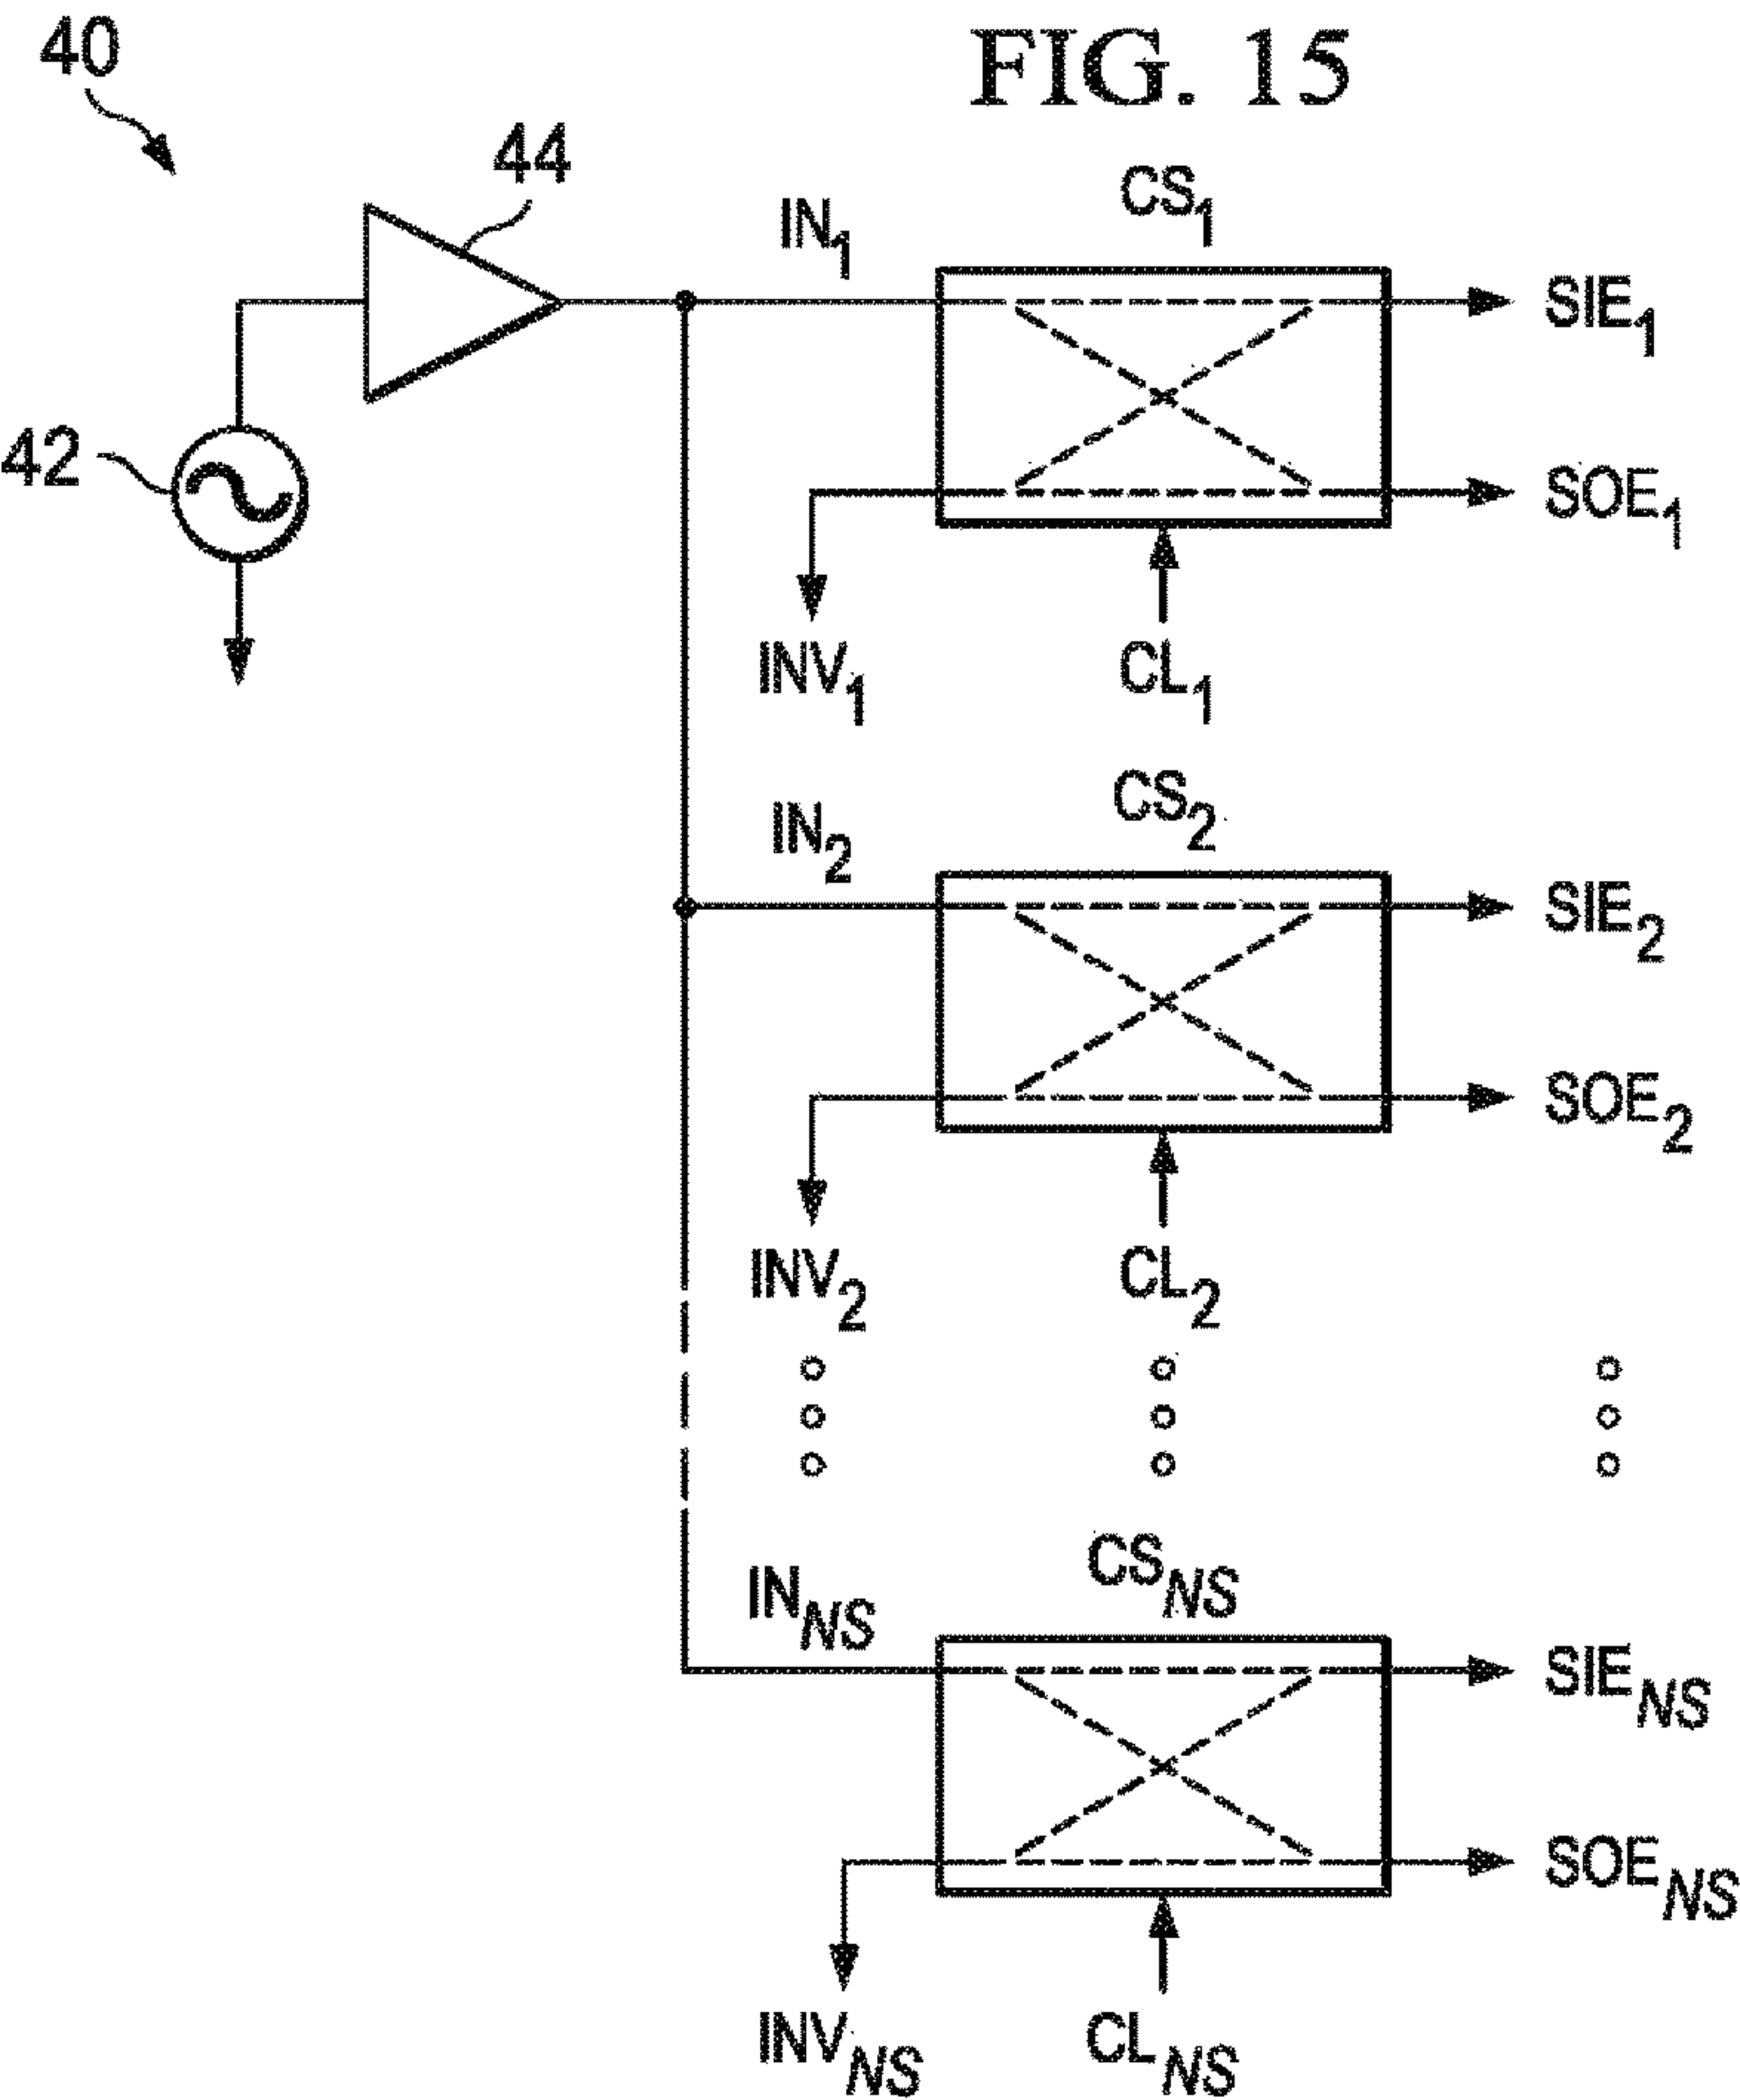 40
FIG. 15
44
IN1
CS1
SIE1
42
SOE1
INV1
CL1
IN2
CS2
SIE2
SOE2
INV2
CL2
INNS
CSNS
SIENS
SOENS
INVNS
CLNS